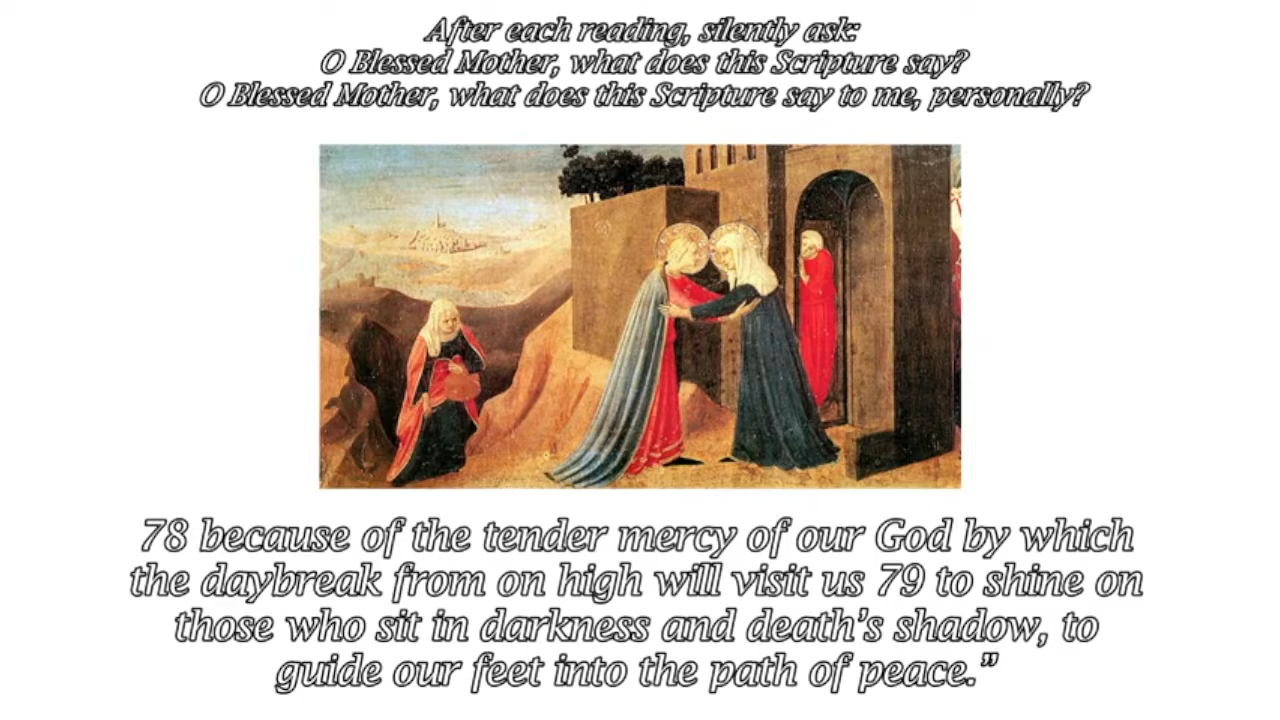 After each reading, silently ask:
O Blessed Mother, what does this Scripture say?
O Blessed Mother, what does this Scripture say to me, personally?
78 because of the tender mercy of our God by which
the daybreak from on high will visit us 79 to shine on
those who sit in darkness and death’s shadow, to
guide our feet into the path of peace.”